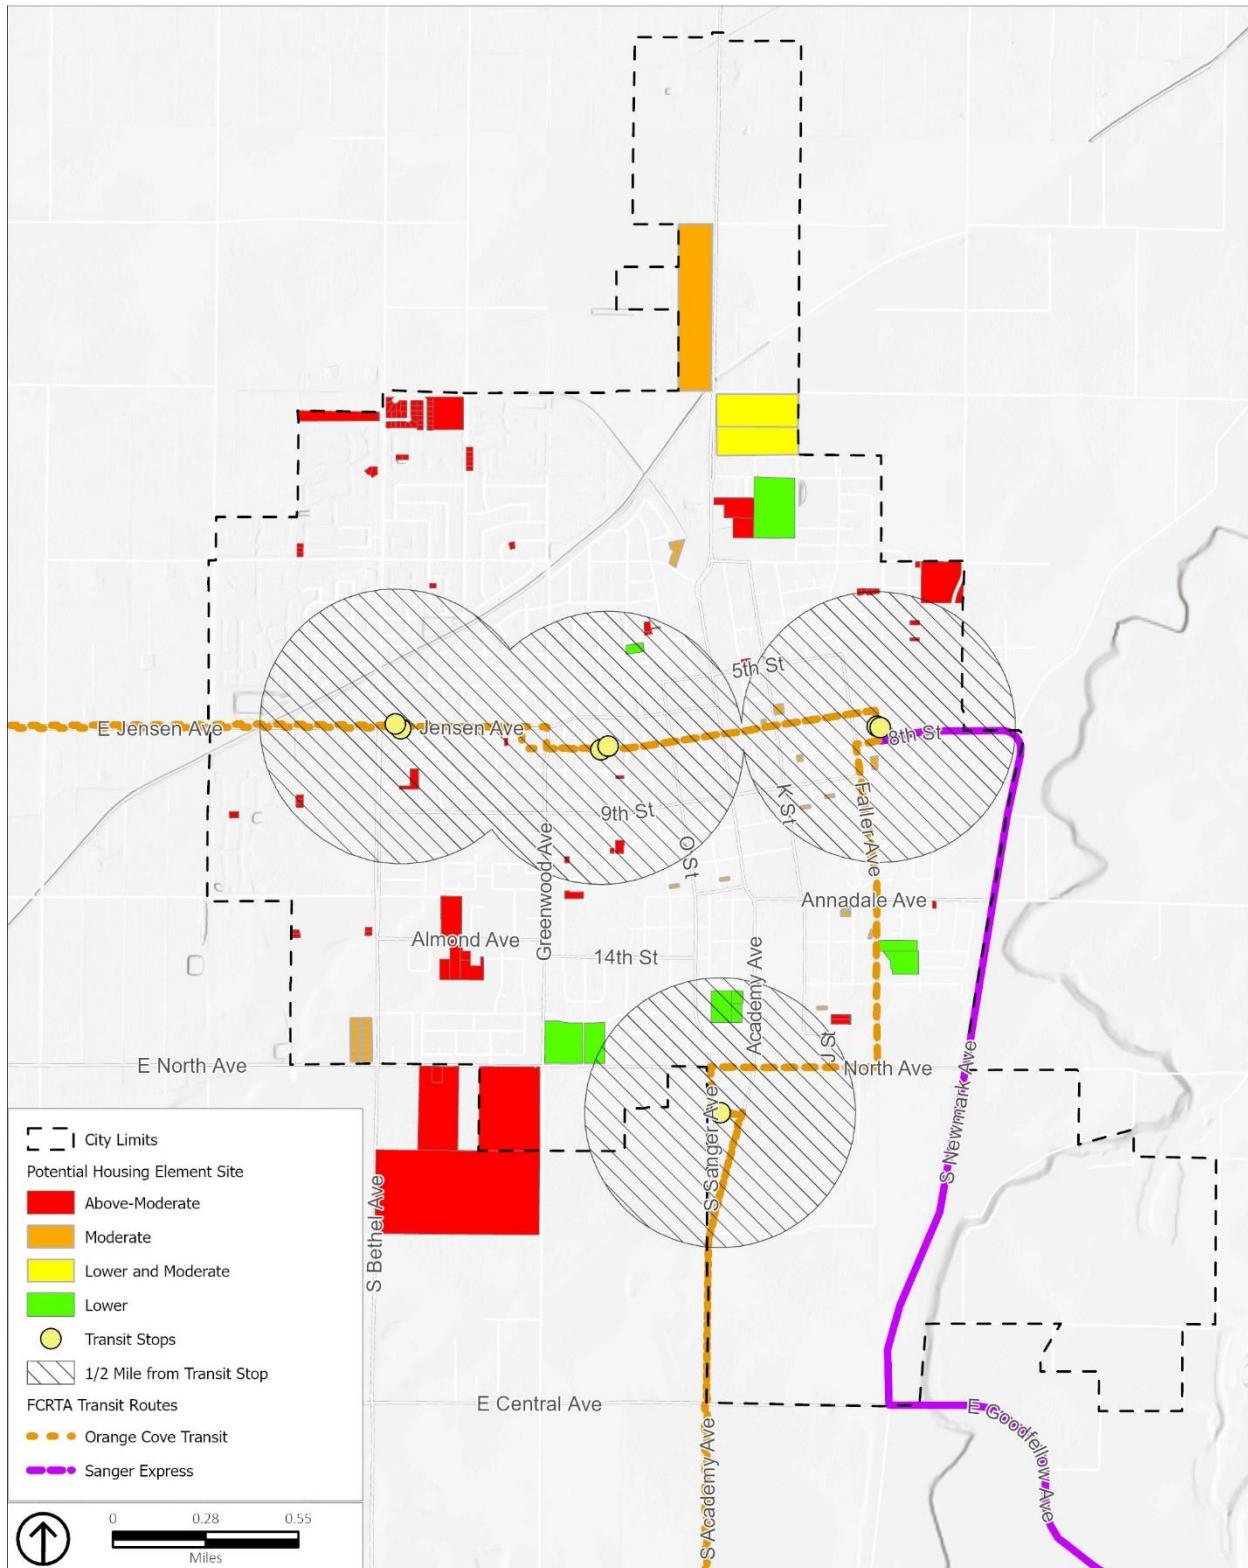 5th St
E Jensen Ave
Jensen Ave
8th St
9th St
K St
Faller Ave
O St
Greenwood Ave
Annadale Ave
Almond Ave
14th St
Academy Ave
J St
E North Ave
North Ave
S Sanger Ave
S Newmark Ave
S Bethel Ave
E Central Ave
E Goodfellow Ave
S Academy Ave
City Limits
Potential Housing Element Site
Above-Moderate
Moderate
Lower and Moderate
Lower
Transit Stops
1/2 Mile from Transit Stop
FCRTA Transit Routes
Orange Cove Transit
Sanger Express
0 0.28 0.55
Miles